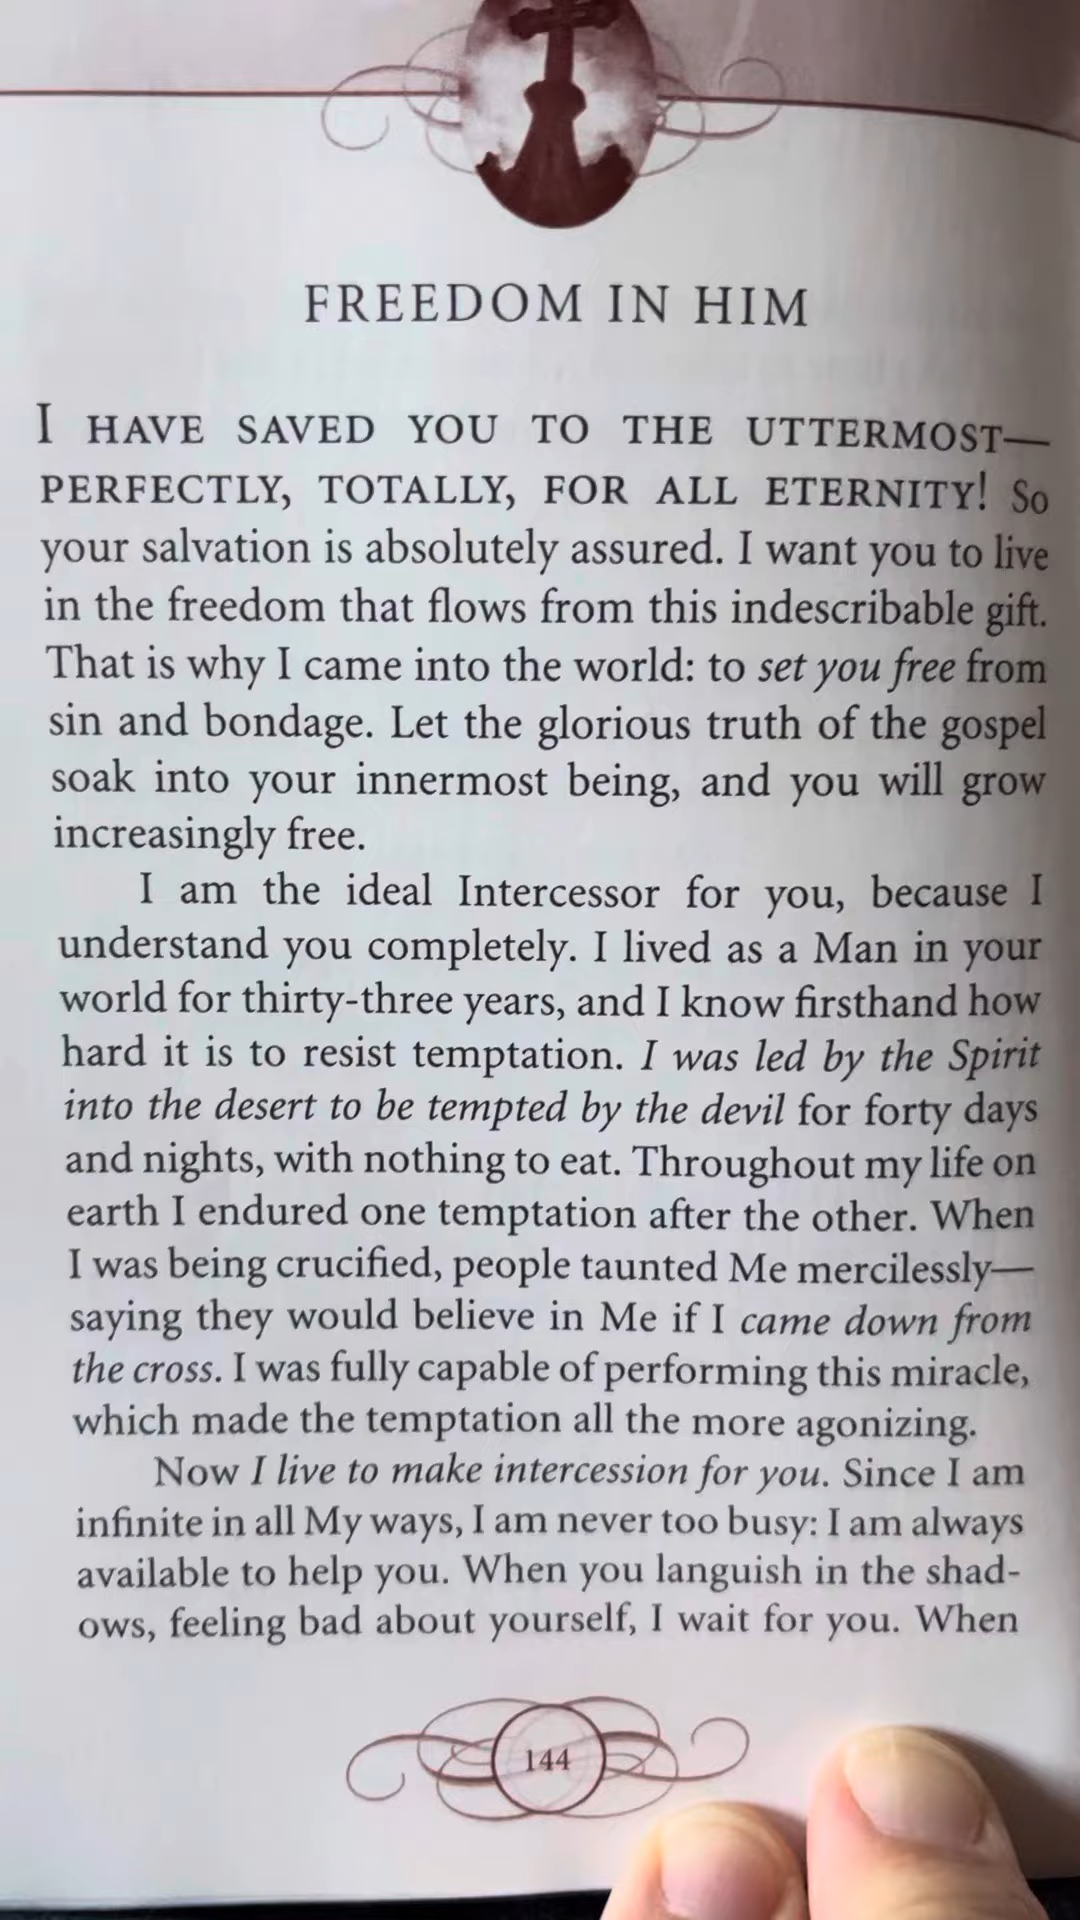 FREEDOM IN HIM
I HAVE SAVED YOU TO THE UTTERMOST—
PERFECTLY, TOTALLY, FOR ALL ETERNITY! So
your salvation is absolutely assured. I want you to live
in the freedom that flows from this indescribable gift.
That is why I came into the world: to set you free from
sin and bondage. Let the glorious truth of the gospel
soak into your innermost being, and you will grow
increasingly free.
I am the ideal Intercessor for you, because I
understand you completely. I lived as a Man in your
world for thirty-three years, and I know firsthand how
hard it is to resist temptation. I was led by the Spirit
into the desert to be tempted by the devil for forty days
and nights, with nothing to eat. Throughout my life on
earth I endured one temptation after the other. When
I was being crucified, people taunted Me mercilessly—
saying they would believe in Me if I came down from
the cross. I was fully capable of performing this miracle,
which made the temptation all the more agonizing.
Now I live to make intercession for you. Since I am
infinite in all My ways, I am never too busy: I am always
available to help you. When you languish in the shad-
ows, feeling bad about yourself, I wait for you. When
144